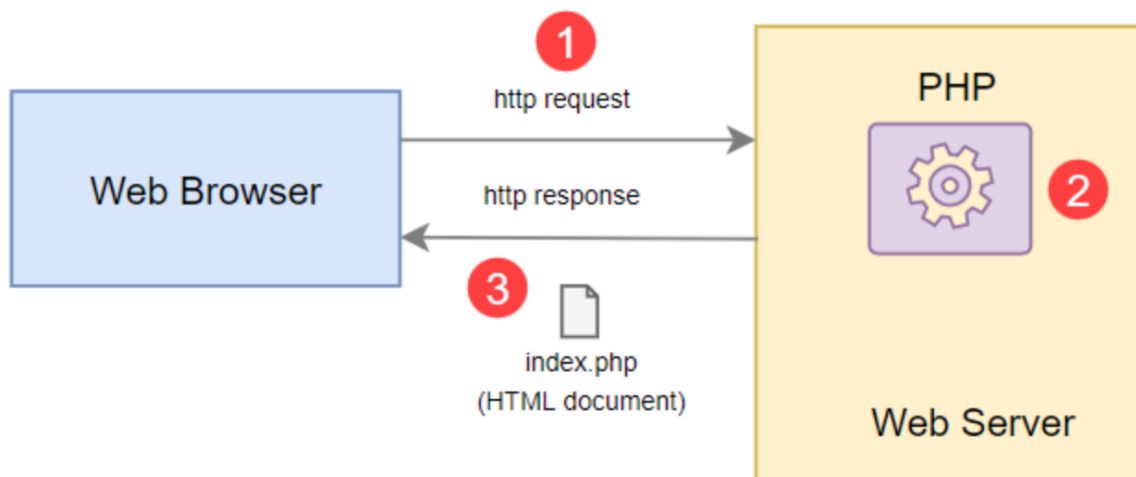 1
http request
PHP
Web Browser
2
http response
3
index.php
(HTML document)
Web Server